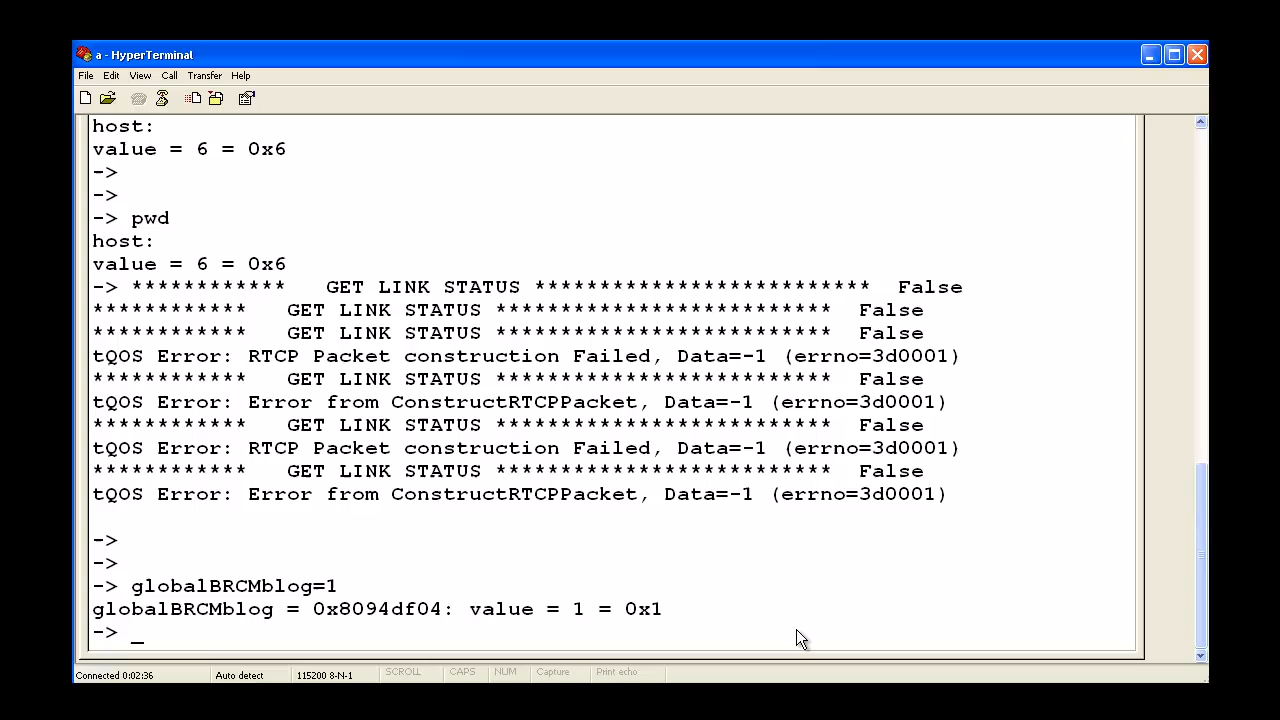 a - HyperTerminal
File Edit View Call Transfer Help
host:
value = 6 = 0x6
->
->
-> pwd
host:
value = 6 = 0x6
-> ************   GET LINK STATUS **************************  False
************   GET LINK STATUS **************************  False
************   GET LINK STATUS **************************  False
tQOS Error: RTCP Packet construction Failed, Data=-1 (errno=3d0001)
************   GET LINK STATUS **************************  False
tQOS Error: Error from ConstructRTCPPacket, Data=-1 (errno=3d0001)
************   GET LINK STATUS **************************  False
tQOS Error: RTCP Packet construction Failed, Data=-1 (errno=3d0001)
************   GET LINK STATUS **************************  False
tQOS Error: Error from ConstructRTCPPacket, Data=-1 (errno=3d0001)
->
->
-> globalBRCMblog=1
globalBRCMblog = 0x8094df04: value = 1 = 0x1
-> _
Connected 0:02:36 Auto detect 115200 8-N-1 SCROLL CAPS NUM Capture Print echo